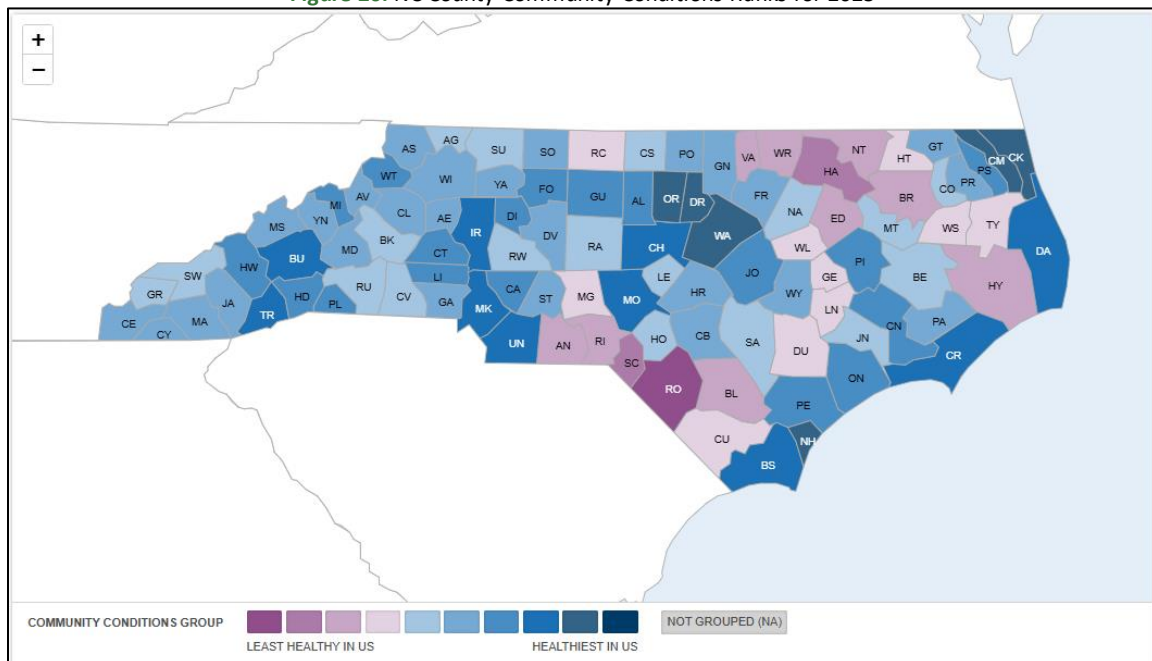 +
−
AS AG SU SO RC CS PO GN VA WR NT HT GT CM CK
WT WI YA FO GU AL OR DR FR HA CO PR PS
MI AV CL AE IR DI DV RA CH WA NA ED BR MT WS TY DA
MS YN MD BK CT RW WL
BU LI LE JO GE PI BE HY
SW HW RU CV GA CA ST MG MO HR WY LN
GR JA HD PL MK CN PA
CE CY MA TR UN AN RI HO CB SA DU JN CR
SC ON
RO BL PE
CU NH
BS
COMMUNITY CONDITIONS GROUP
LEAST HEALTHY IN US
HEALTHIEST IN US
NOT GROUPED (NA)